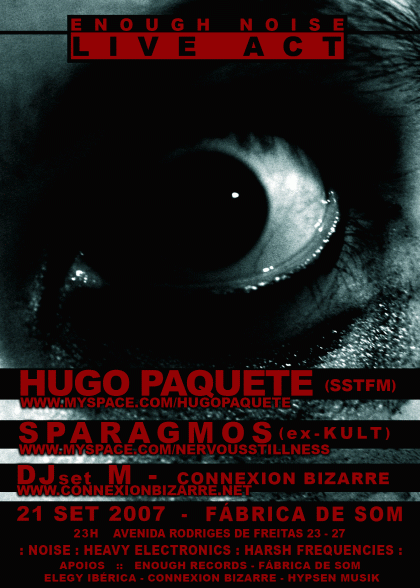 ENOUGH NOISE
LIVE ACT
HUGO PAQUETE (SSTFM)
WWW.MYSPACE.COM/HUGOPAQUETE
SPARAGMOS (ex-KULT)
WWW.MYSPACE.COM/NERVOUSSTILLNESS
DJset M - CONNEXION BIZARRE
WWW.CONNEXIONBIZARRE.NET
21 SET 2007 - FÁBRICA DE SOM
23H AVENIDA RODRIGES DE FREITAS 23 - 27
: NOISE : HEAVY ELECTRONICS : HARSH FREQUENCIES :
APOIOS :: ENOUGH RECORDS - FÁBRICA DE SOM
ELEGY IBÉRICA - CONNEXION BIZARRE - HYPSEN MUSIK